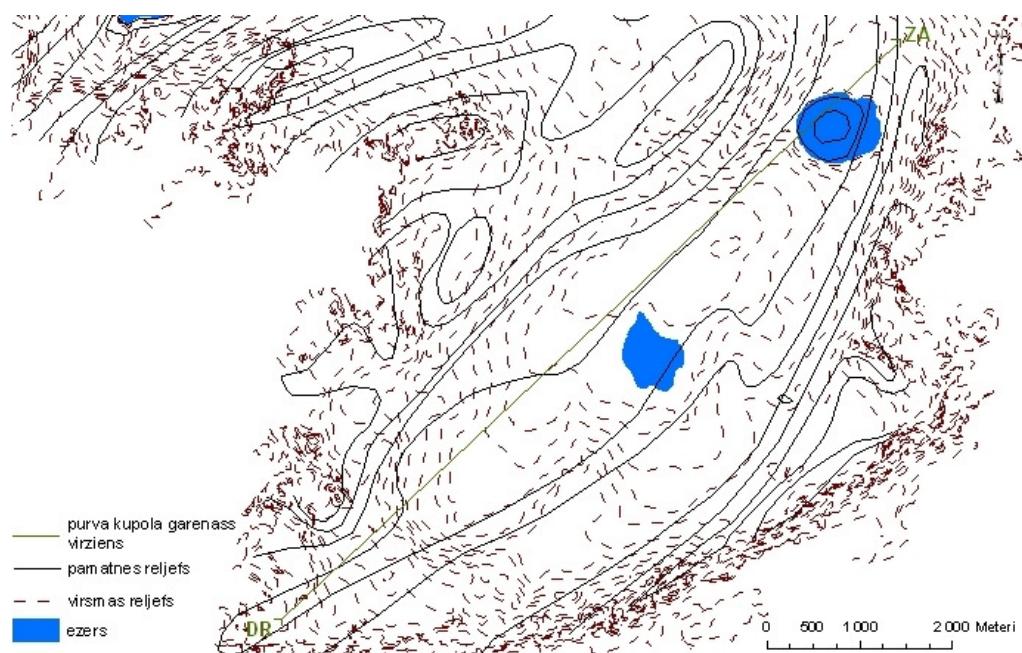 ZA
DR
purva kupola garenass
virziens
pamatnes reljefs
virsmas reljefs
ezers
0 500 1 000 2 000 Meteri